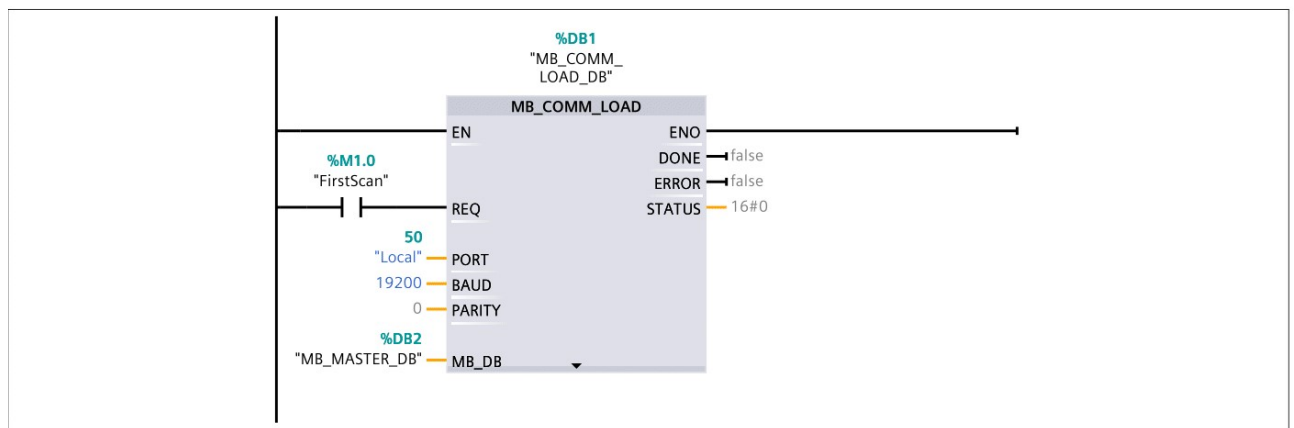 %DB1
"MB_COMM_
LOAD_DB"
MB_COMM_LOAD
EN ENO
DONE false
%M1.0
"FirstScan"
ERROR false
REQ STATUS 16#0
50
"Local" PORT
19200 BAUD
0 PARITY
%DB2
"MB_MASTER_DB" MB_DB